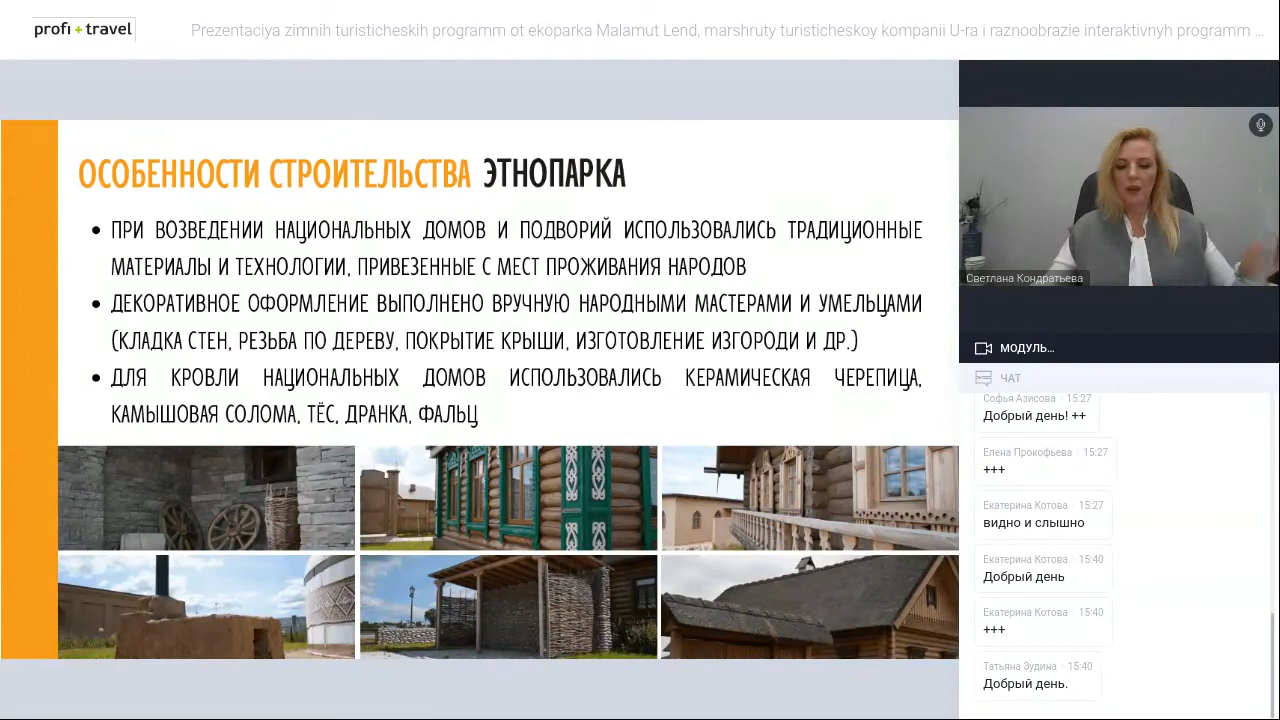 profi+travel
Prezentaciya zimnih turisticheskih programm ot ekoparka Malamut Lend, marshruty turisticheskoy kompanii U-ra i raznoobrazie interaktivnyh programm ...
ОСОБЕННОСТИ СТРОИТЕЛЬСТВА ЭТНОПАРКА
• ПРИ ВОЗВЕДЕНИИ НАЦИОНАЛЬНЫХ ДОМОВ И ПОДВОРИЙ ИСПОЛЬЗОВАЛИСЬ ТРАДИЦИОННЫЕ
МАТЕРИАЛЫ И ТЕХНОЛОГИИ, ПРИВЕЗЕННЫЕ С МЕСТ ПРОЖИВАНИЯ НАРОДОВ
• ДЕКОРАТИВНОЕ ОФОРМЛЕНИЕ ВЫПОЛНЕНО ВРУЧНУЮ НАРОДНЫМИ МАСТЕРАМИ И УМЕЛЬЦАМИ
(КЛАДКА СТЕН, РЕЗЬБА ПО ДЕРЕВУ, ПОКРЫТИЕ КРЫШИ, ИЗГОТОВЛЕНИЕ ИЗГОРОДИ И ДР.)
• ДЛЯ КРОВЛИ НАЦИОНАЛЬНЫХ ДОМОВ ИСПОЛЬЗОВАЛИСЬ КЕРАМИЧЕСКАЯ ЧЕРЕПИЦА,
КАМЫШОВАЯ СОЛОМА, ТЁС, ДРАНКА, ФАЛЬЦ
Светлана Кондратьева
МОДУЛЬ...
ЧАТ
Софья Азисова 15:27
Добрый день! ++
Елена Прокофьева 15:27
+++
Екатерина Котова 15:27
видно и слышно
Екатерина Котова 15:40
Добрый день
Екатерина Котова 15:40
+++
Татьяна Зудина 15:40
Добрый день.